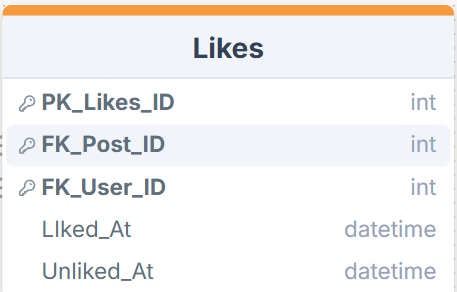 Likes
PK_Likes_ID int
FK_Post_ID int
FK_User_ID int
LIked_At datetime
Unliked_At datetime